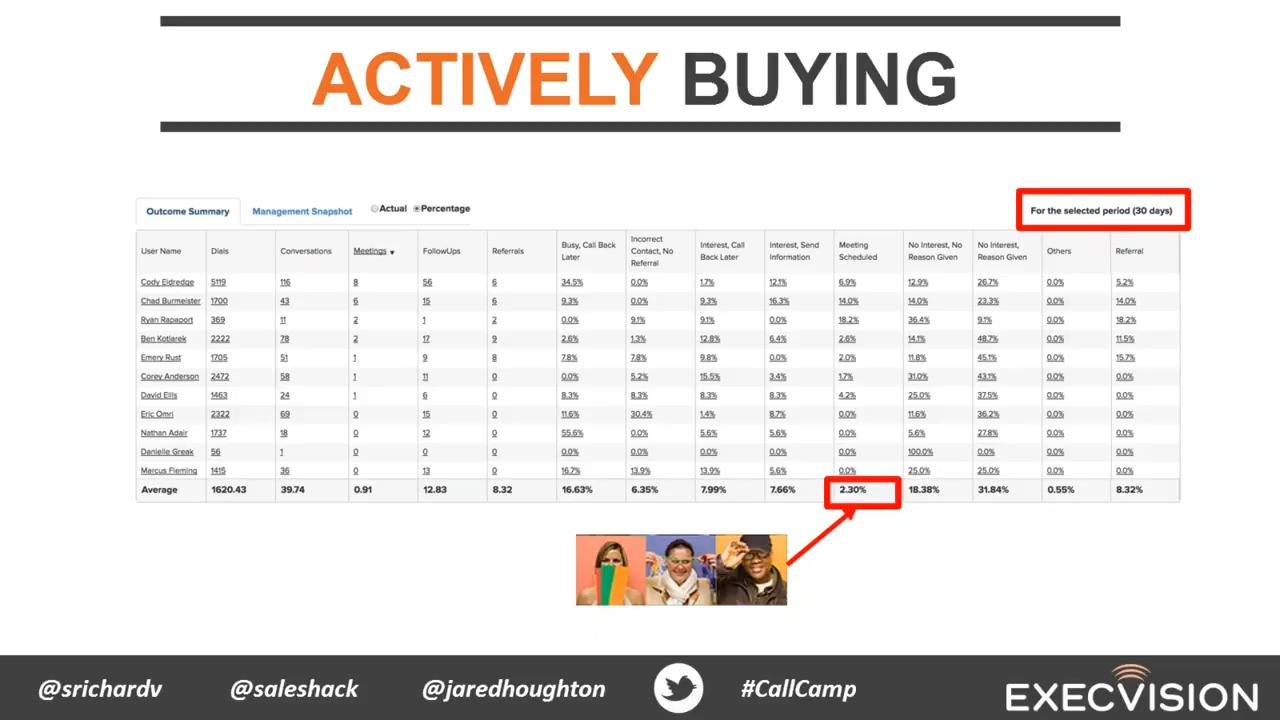 ACTIVELY BUYING
Outcome Summary Management Snapshot Actual Percentage For the selected period (30 days)
User Name Dials Conversations Meetings FollowUps Referrals Busy, Call Back Later Incorrect Contact, No Referral Interest, Call Back Later Interest, Send Information Meeting Scheduled No Interest, No Reason Given No Interest, Reason Given Others Referral
Cody Eldredge 5119 116 8 56 6 34.5% 0.0% 1.7% 12.1% 6.9% 12.9% 26.7% 0.0% 5.2%
Chad Burmeister 1700 43 6 15 6 9.3% 0.0% 9.3% 16.3% 14.0% 14.0% 23.3% 0.0% 14.0%
Ryan Rapaport 369 11 2 1 2 0.0% 9.1% 9.1% 0.0% 18.2% 36.4% 9.1% 0.0% 18.2%
Ben Kotlarek 2222 78 2 17 9 2.6% 1.3% 12.8% 6.4% 2.6% 14.1% 48.7% 0.0% 11.5%
Emery Rust 1705 51 1 9 8 7.8% 7.8% 9.8% 0.0% 2.0% 11.8% 45.1% 0.0% 15.7%
Corey Anderson 2472 58 1 11 0 0.0% 5.2% 15.5% 3.4% 1.7% 31.0% 43.1% 0.0% 0.0%
David Ellis 1463 24 1 6 0 8.3% 8.3% 8.3% 8.3% 4.2% 25.0% 37.5% 0.0% 0.0%
Eric Omri 2322 69 0 15 0 11.6% 30.4% 1.4% 8.7% 0.0% 11.6% 36.2% 0.0% 0.0%
Nathan Adair 1737 18 0 12 0 55.6% 0.0% 5.6% 5.6% 0.0% 5.6% 27.8% 0.0% 0.0%
Danielle Greak 56 1 0 0 0 0.0% 0.0% 0.0% 0.0% 0.0% 100.0% 0.0% 0.0% 0.0%
Marcus Fleming 1415 36 0 13 0 16.7% 13.9% 13.9% 5.6% 0.0% 25.0% 25.0% 0.0% 0.0%
Average 1620.43 39.74 0.91 12.83 8.32 16.63% 6.35% 7.99% 7.66% 2.30% 18.38% 31.84% 0.55% 8.32%
@srichardv @saleshack @jaredhoughton #CallCamp EXECVISION